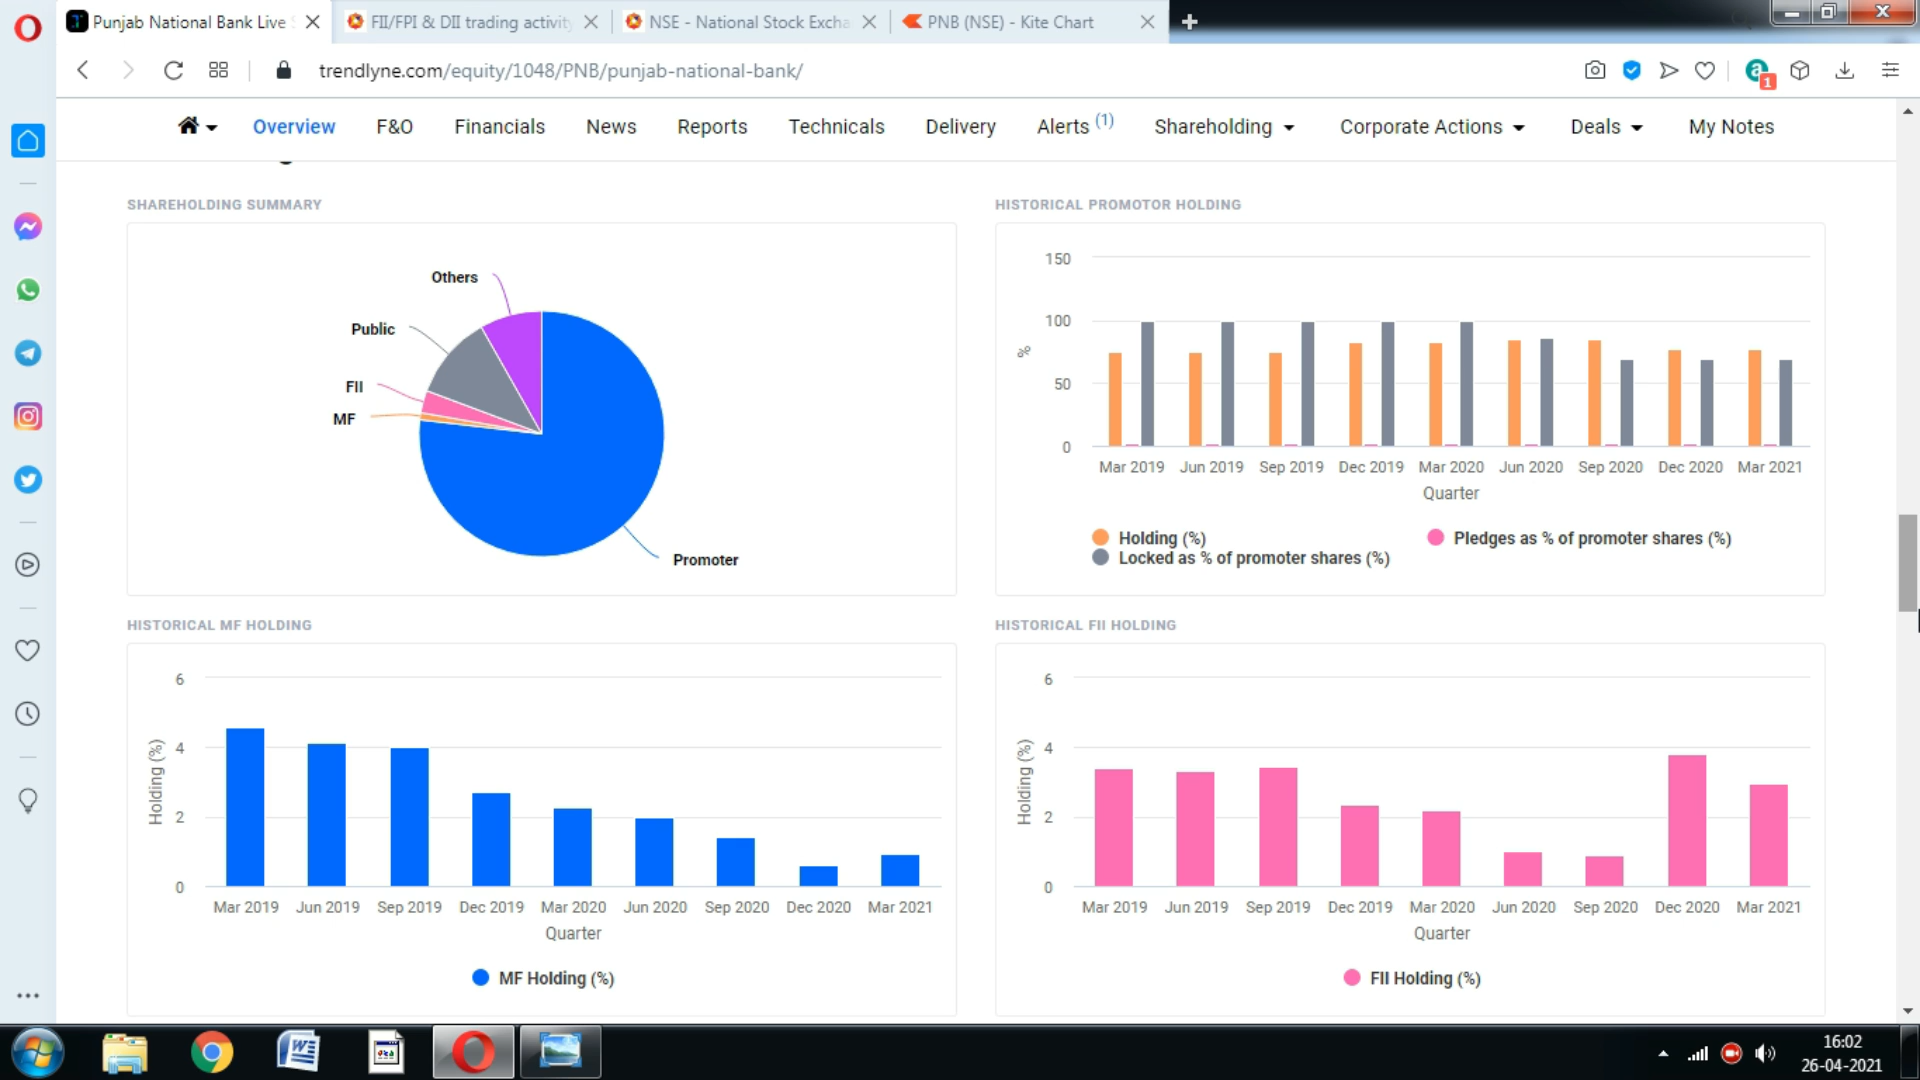 Punjab National Bank Live
FII/FPI & DII trading activity
NSE - National Stock Excha
PNB (NSE) - Kite Chart
trendlyne.com/equity/1048/PNB/punjab-national-bank/
a
1
Overview
F&O
Financials
News
Reports
Technicals
Delivery
Alerts (1)
Shareholding
Corporate Actions
Deals
My Notes
SHAREHOLDING SUMMARY
Others
Public
FII
MF
Promoter
HISTORICAL PROMOTOR HOLDING
150
100
50
0
%
Mar 2019 Jun 2019 Sep 2019 Dec 2019 Mar 2020 Jun 2020 Sep 2020 Dec 2020 Mar 2021
Quarter
Holding (%)
Pledges as % of promoter shares (%)
Locked as % of promoter shares (%)
HISTORICAL MF HOLDING
6
4
2
0
Holding (%)
Mar 2019 Jun 2019 Sep 2019 Dec 2019 Mar 2020 Jun 2020 Sep 2020 Dec 2020 Mar 2021
Quarter
MF Holding (%)
HISTORICAL FII HOLDING
6
4
2
0
Holding (%)
Mar 2019 Jun 2019 Sep 2019 Dec 2019 Mar 2020 Jun 2020 Sep 2020 Dec 2020 Mar 2021
Quarter
FII Holding (%)
16:02
26-04-2021